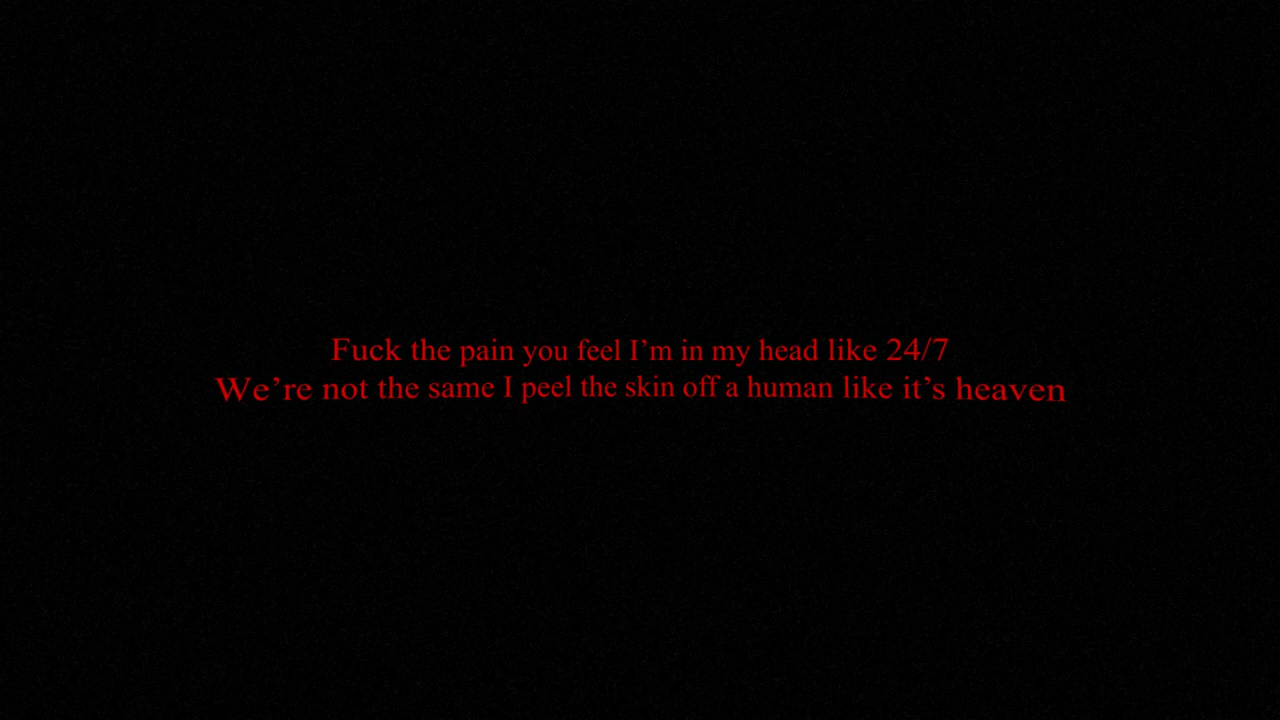 Fuck the pain you feel I’m in my head like 24/7
We’re not the same I peel the skin off a human like it’s heaven